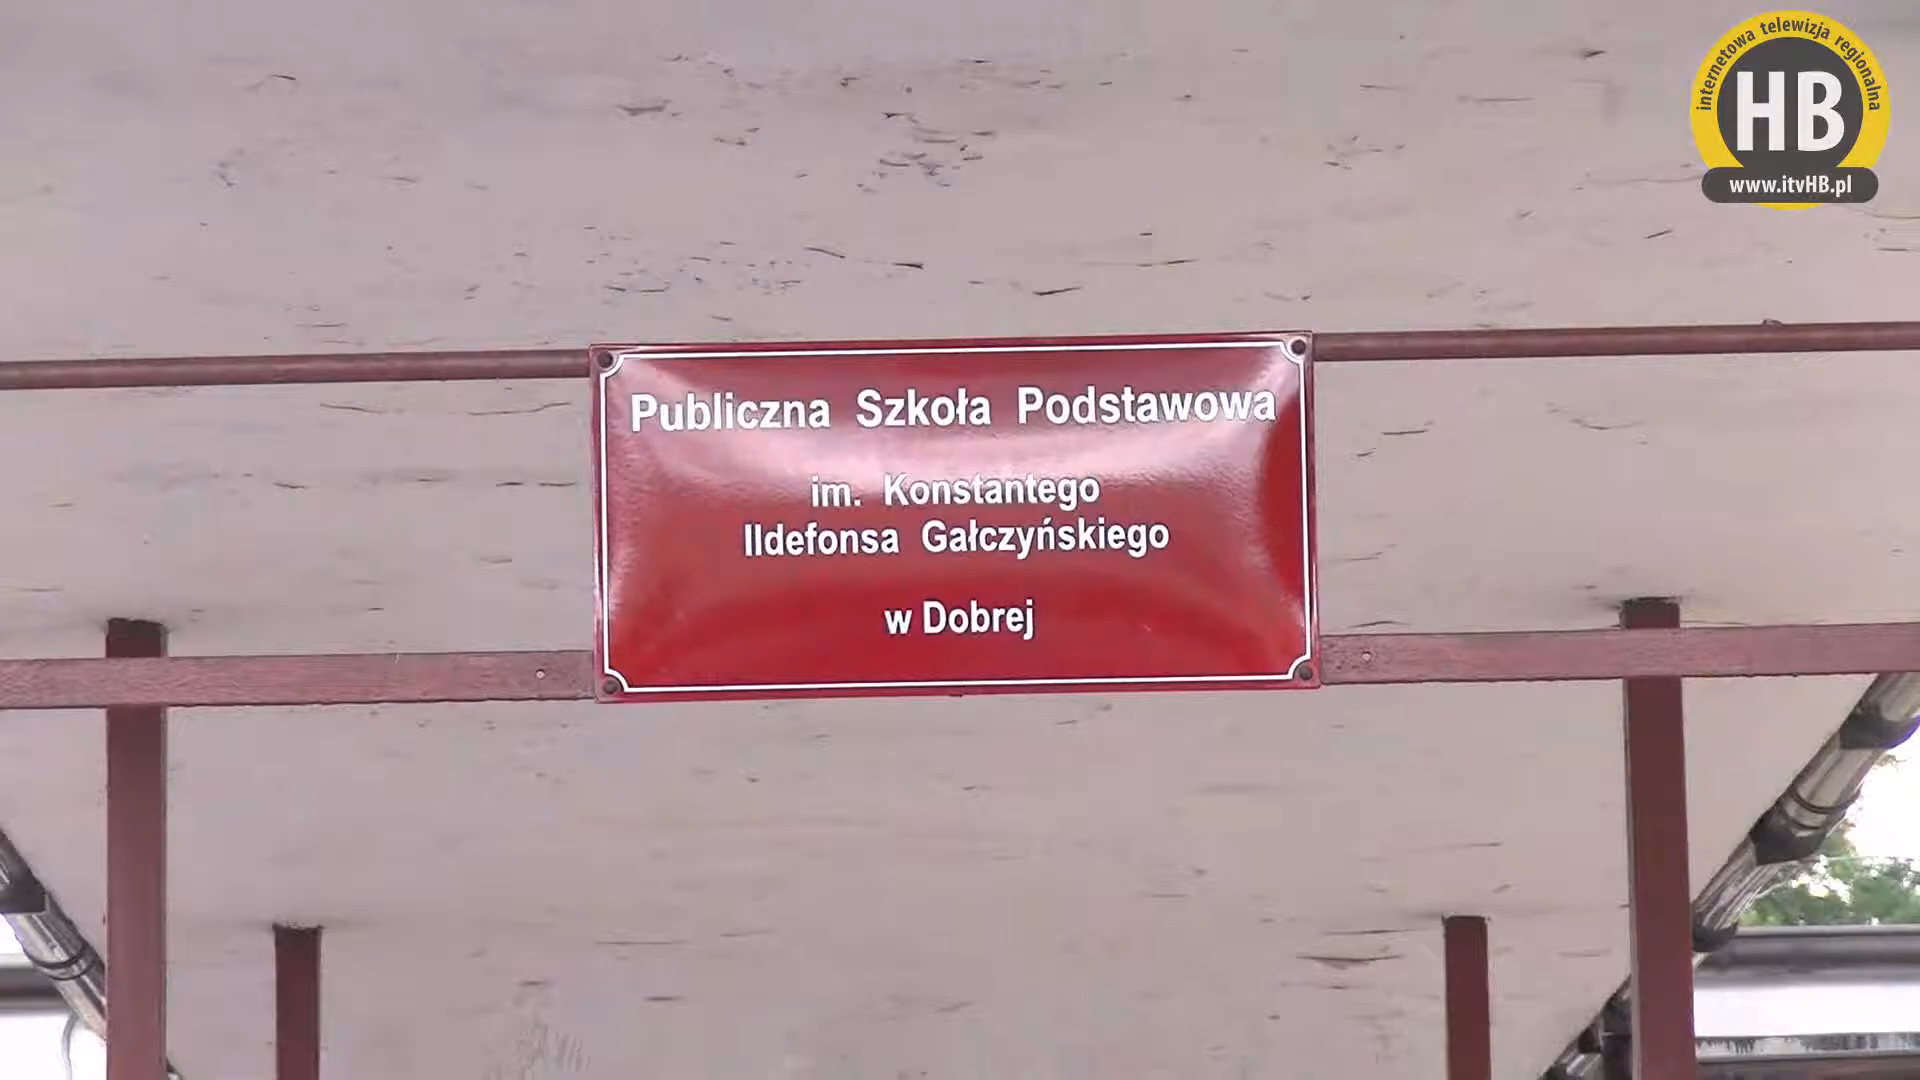 internetowa telewizja regionalna
HB
www.itvHB.pl
Publiczna Szkoła Podstawowa
im. Konstantego
Ildefonsa Gałczyńskiego
w Dobrej